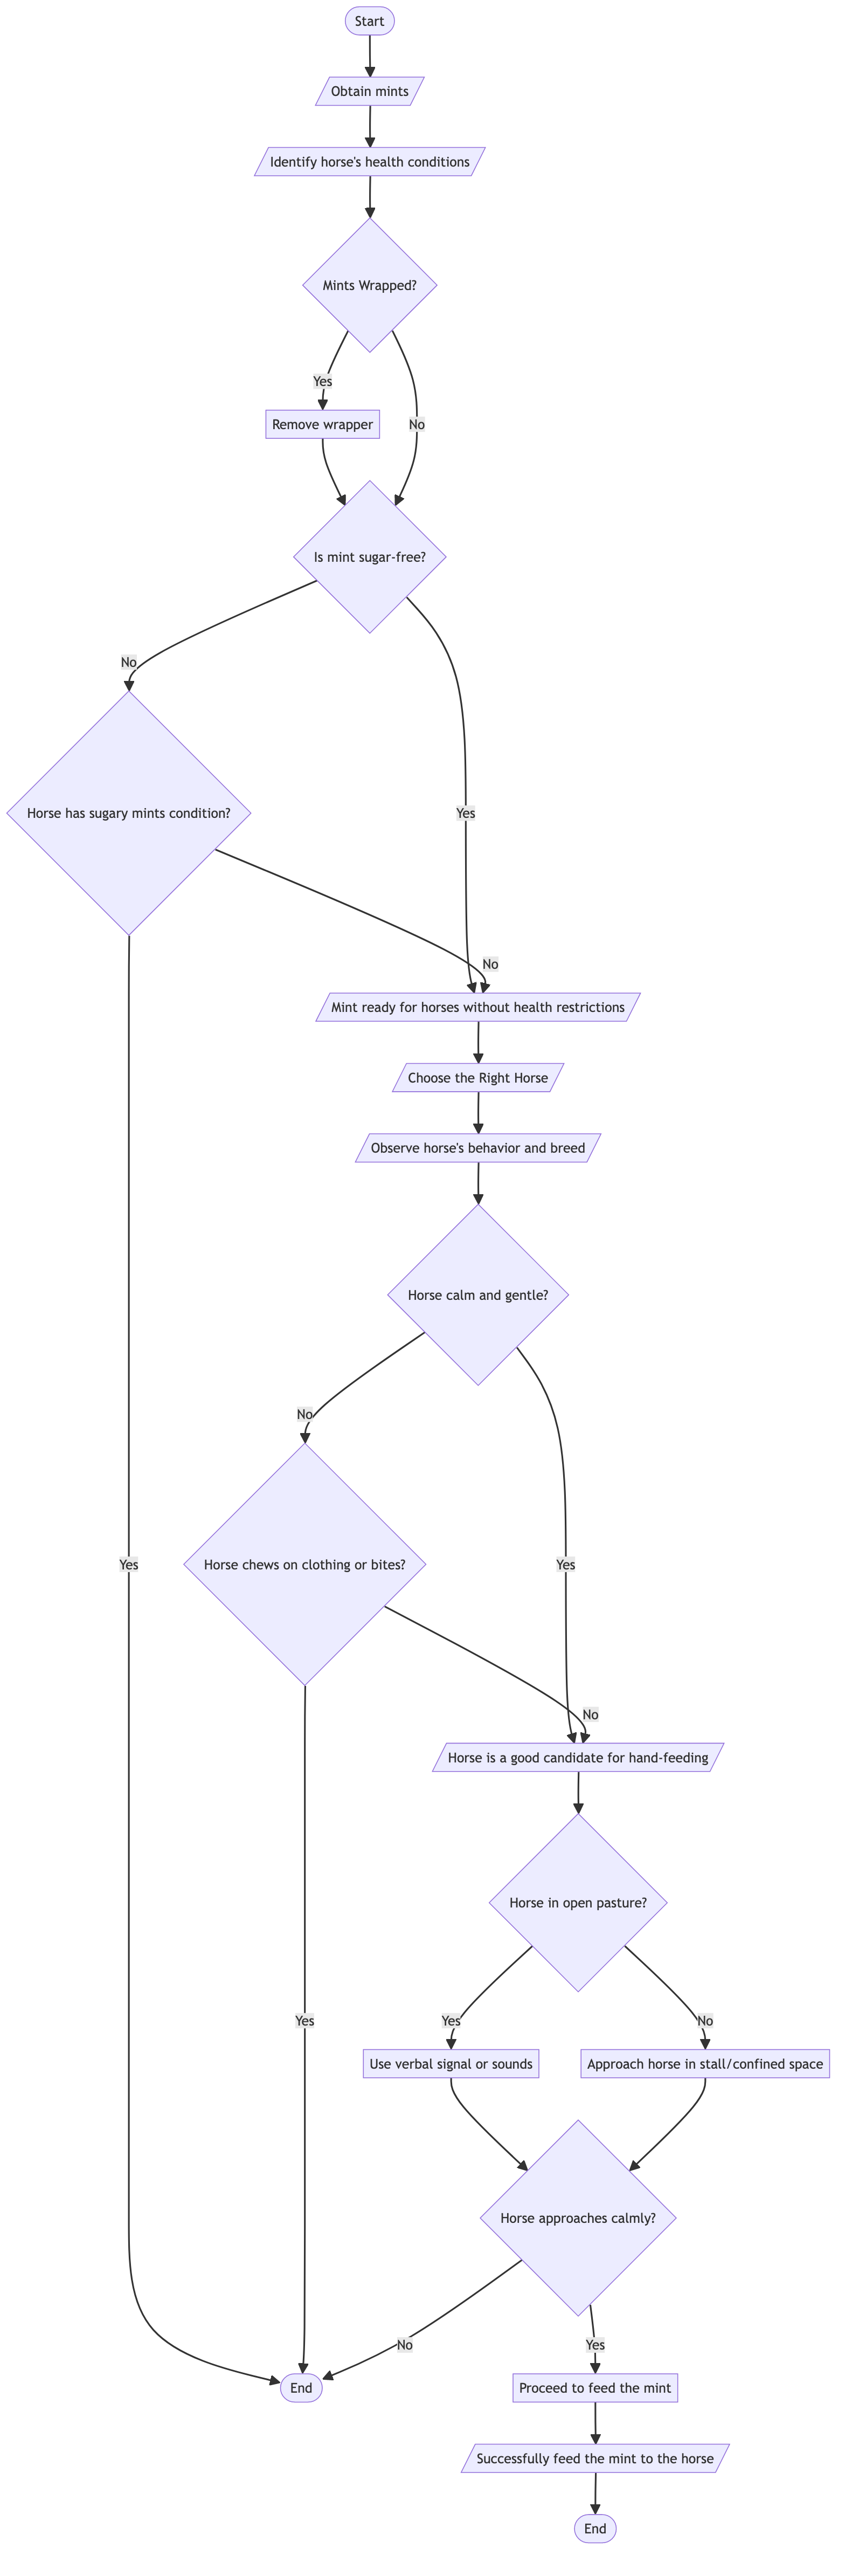 Start
Obtain mints
Identify horse's health conditions
Mints Wrapped?
Yes
Remove wrapper
No
Is mint sugar-free?
No
Horse has sugary mints condition?
Yes
No
Mint ready for horses without health restrictions
Choose the Right Horse
Observe horse's behavior and breed
Horse calm and gentle?
No
Horse chews on clothing or bites?
Yes
Yes
No
Horse is a good candidate for hand-feeding
Horse in open pasture?
Yes
Yes
No
Use verbal signal or sounds
Approach horse in stall/confined space
Horse approaches calmly?
No
Yes
End
Proceed to feed the mint
Successfully feed the mint to the horse
End